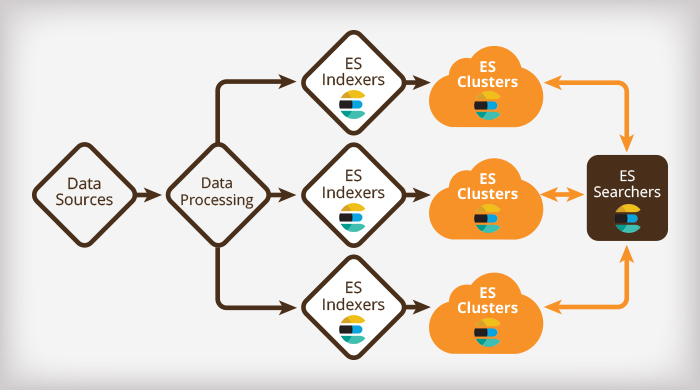 Data
Sources
Data
Processing
ES
Indexers
ES
Clusters
ES
Indexers
ES
Clusters
ES
Indexers
ES
Clusters
ES
Searchers